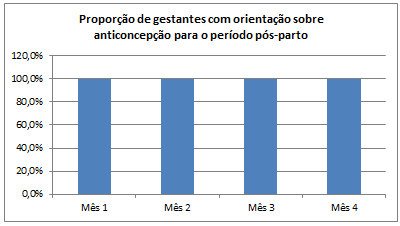 Proporção de gestantes com orientação sobre
anticoncepção para o período pós-parto
120,0%
100,0%
80,0%
60,0%
40,0%
20,0%
0,0%
Mês 1 Mês 2 Mês 3 Mês 4